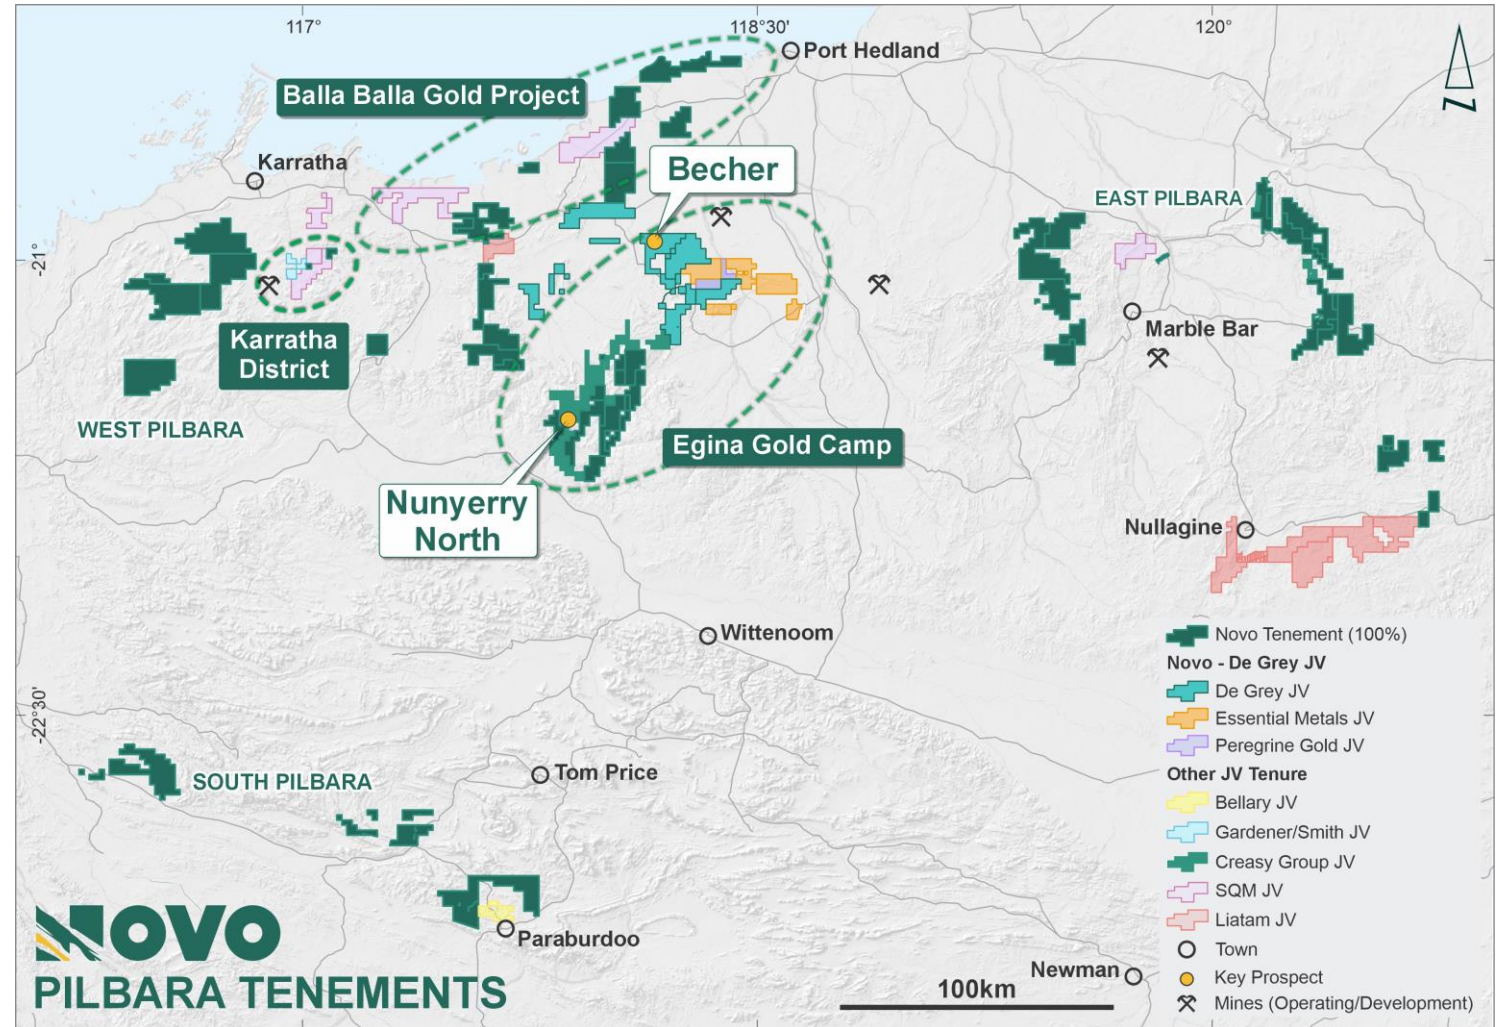 117°
118°30'
120°
Port Hedland
Balla Balla Gold Project
N
Karratha
Becher
EAST PILBARA
-21°
Karratha
District
Marble Bar
WEST PILBARA
Egina Gold Camp
Nunyerry
North
Nullagine
Wittenoom
-22°30'
Tom Price
SOUTH PILBARA
Paraburdoo
Newman
100km
NOVO
PILBARA TENEMENTS
Novo Tenement (100%)
Novo - De Grey JV
De Grey JV
Essential Metals JV
Peregrine Gold JV
Other JV Tenure
Bellary JV
Gardener/Smith JV
Creasy Group JV
SQM JV
Liatam JV
Town
Key Prospect
Mines (Operating/Development)